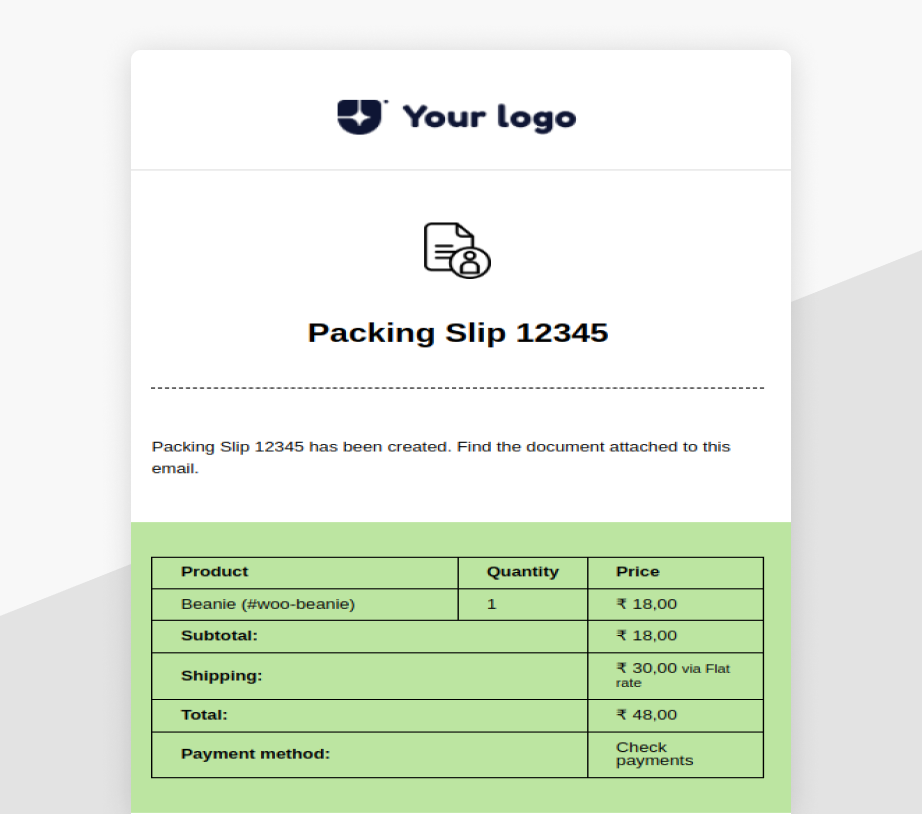 Your logo
Packing Slip 12345
Packing Slip 12345 has been created. Find the document attached to this
email.
Product Quantity Price
Beanie (#woo-beanie) 1 ₹ 18,00
Subtotal: ₹ 18,00
Shipping: ₹ 30,00 via Flat
rate
Total: ₹ 48,00
Payment method: Check
payments